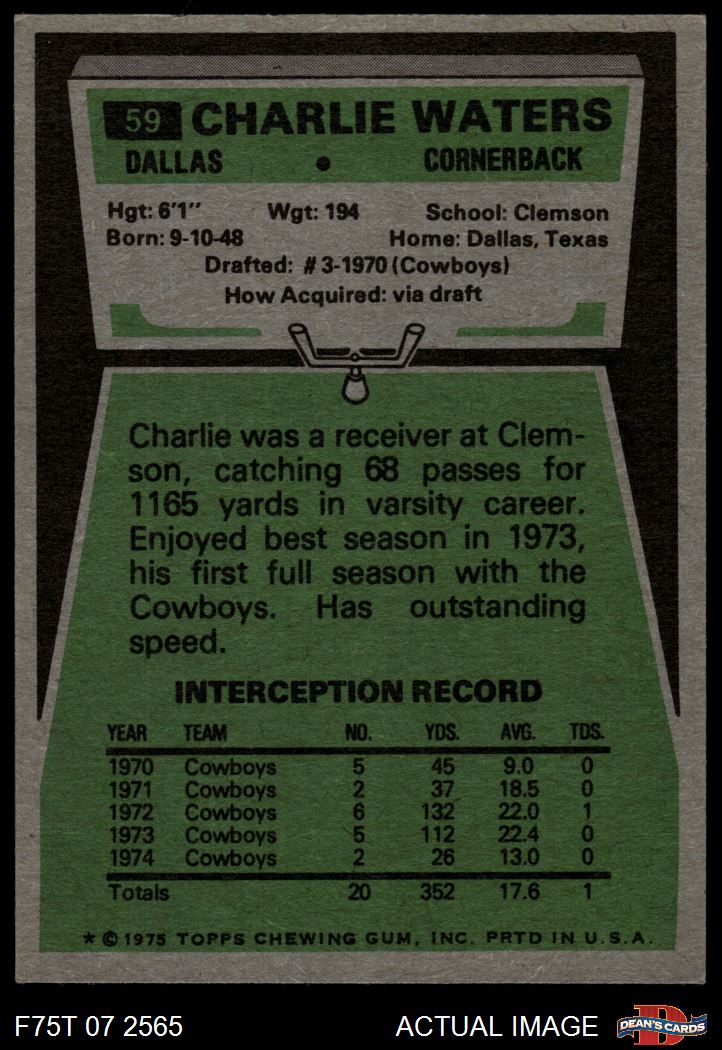 59 CHARLIE WATERS
DALLAS • CORNERBACK
Hgt: 6'1" Wgt: 194 School: Clemson
Born: 9-10-48 Home: Dallas, Texas
Drafted: #3-1970 (Cowboys)
How Acquired: via draft
Charlie was a receiver at Clem-
son, catching 68 passes for
1165 yards in varsity career.
Enjoyed best season in 1973,
his first full season with the
Cowboys. Has outstanding
speed.
INTERCEPTION RECORD
YEAR TEAM NO. YDS. AVG. TDS.
1970 Cowboys 5 45 9.0 0
1971 Cowboys 2 37 18.5 0
1972 Cowboys 6 132 22.0 1
1973 Cowboys 5 112 22.4 0
1974 Cowboys 2 26 13.0 0
Totals 20 352 17.6 1
* © 1975 TOPPS CHEWING GUM, INC. PRTD IN U.S.A.
F75T 07 2565 ACTUAL IMAGE D DEAN'S CARDS